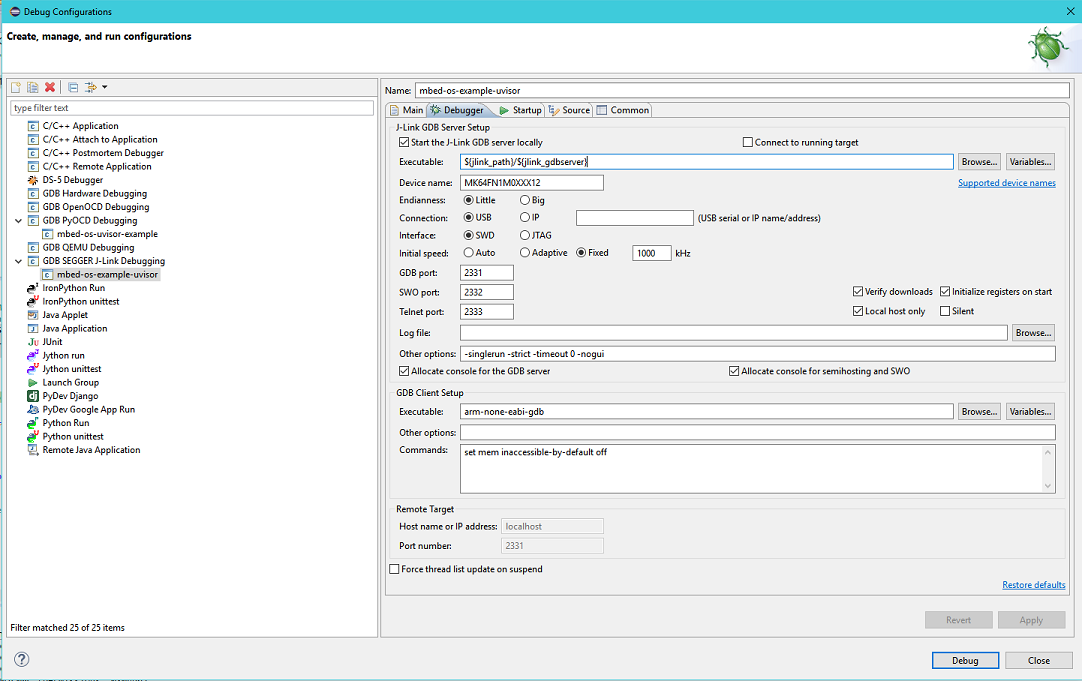 Debug Configurations
Create, manage, and run configurations
type filter text
C/C++ Application
C/C++ Attach to Application
C/C++ Postmortem Debugger
C/C++ Remote Application
DS-5 Debugger
GDB Hardware Debugging
GDB OpenOCD Debugging
GDB PyOCD Debugging
mbed-os-uvisor-example
GDB QEMU Debugging
GDB SEGGER J-Link Debugging
mbed-os-example-uvisor
IronPython Run
IronPython unittest
Java Applet
Java Application
JUnit
Jython run
Jython unittest
Launch Group
PyDev Django
PyDev Google App Run
Python Run
Python unittest
Remote Java Application
Filter matched 25 of 25 items
Name: mbed-os-example-uvisor
Main Debugger Startup Source Common
J-Link GDB Server Setup
Start the J-Link GDB server locally Connect to running target
Executable: ${jlink_path}/${jlink_gdbserver} Browse... Variables...
Device name: MK64FN1M0XXX12 Supported device names
Endianness: Little Big
Connection: USB IP (USB serial or IP name/address)
Interface: SWD JTAG
Initial speed: Auto Adaptive Fixed 1000 kHz
GDB port: 2331
SWO port: 2332 Verify downloads Initialize registers on start
Telnet port: 2333 Local host only Silent
Log file: Browse...
Other options: -singlerun -strict -timeout 0 -nogui
Allocate console for the GDB server Allocate console for semihosting and SWO
GDB Client Setup
Executable: arm-none-eabi-gdb Browse... Variables...
Other options:
Commands: set mem inaccessible-by-default off
Remote Target
Host name or IP address: localhost
Port number: 2331
Force thread list update on suspend
Restore defaults
Revert Apply
Debug Close